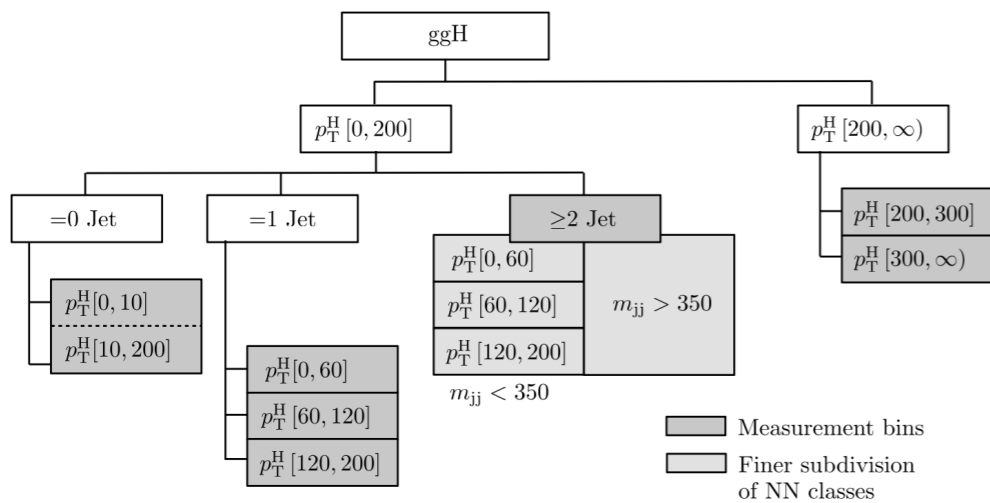 ggH
p_T^H [0, 200]
p_T^H [200, ∞)
=0 Jet
=1 Jet
≥2 Jet
p_T^H [200, 300]
p_T^H [300, ∞)
p_T^H [0, 60]
p_T^H [60, 120]
p_T^H [120, 200]
m_jj > 350
m_jj < 350
p_T^H [0, 10]
p_T^H [10, 200]
p_T^H [0, 60]
p_T^H [60, 120]
p_T^H [120, 200]
Measurement bins
Finer subdivision
of NN classes